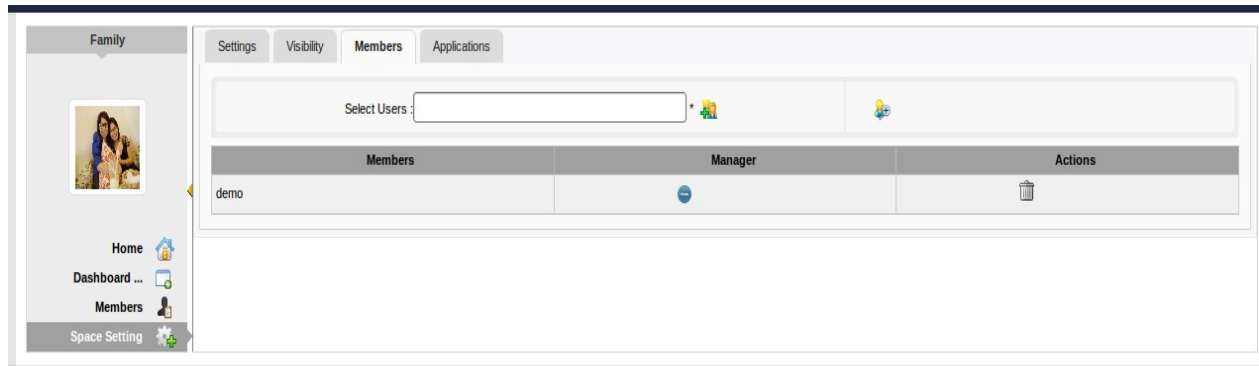 Family
Settings Visibility Members Applications
Select Users : *
Members Manager Actions
demo
Home
Dashboard ...
Members
Space Setting